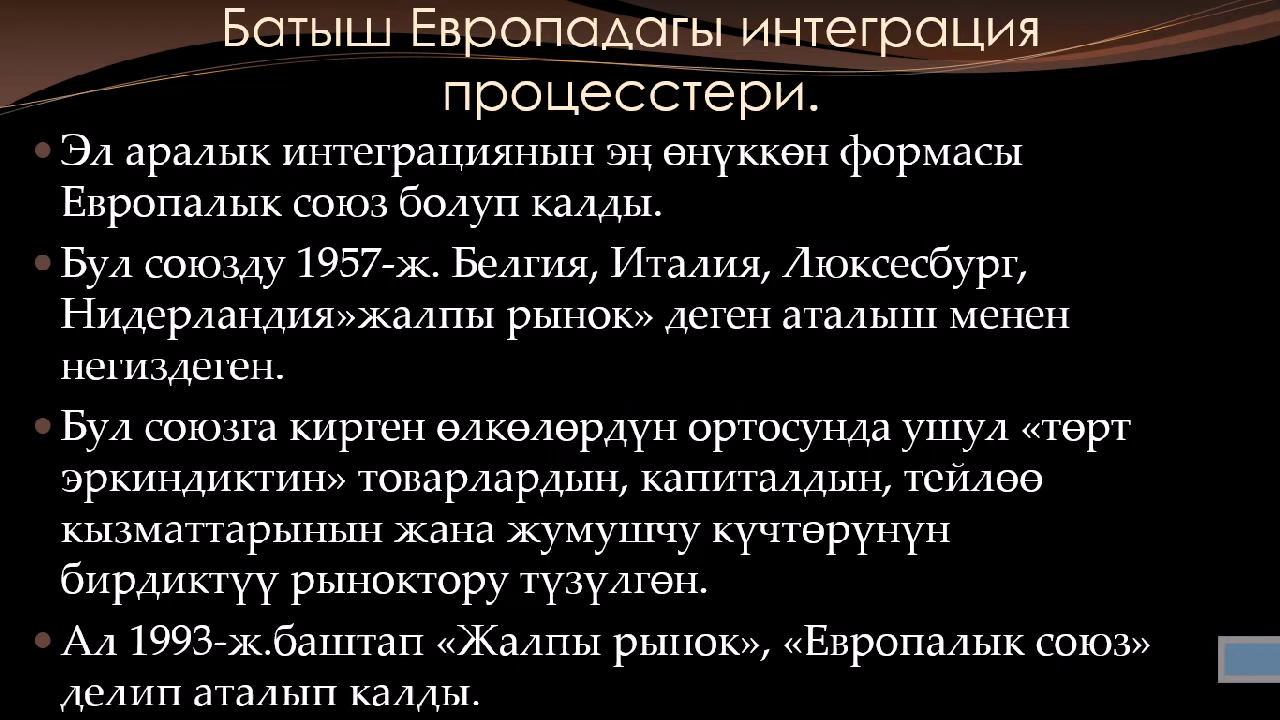 Батыш Европадагы интеграция
процесстери.
• Эл аралык интеграциянын эң өнүккөн формасы
Европалык союз болуп калды.
• Бул союзду 1957-ж. Белгия, Италия, Люксесбург,
Нидерландия»жалпы рынок» деген аталыш менен
негиздеген.
• Бул союзга кирген өлкөлөрдүн ортосунда ушул «төрт
эркиндиктин» товарлардын, капиталдын, тейлөө
кызматтарынын жана жумушчу күчтөрүнүн
бирдиктүү рыноктору түзүлгөн.
• Ал 1993-ж.баштап «Жалпы рынок», «Европалык союз»
делип аталып калды.